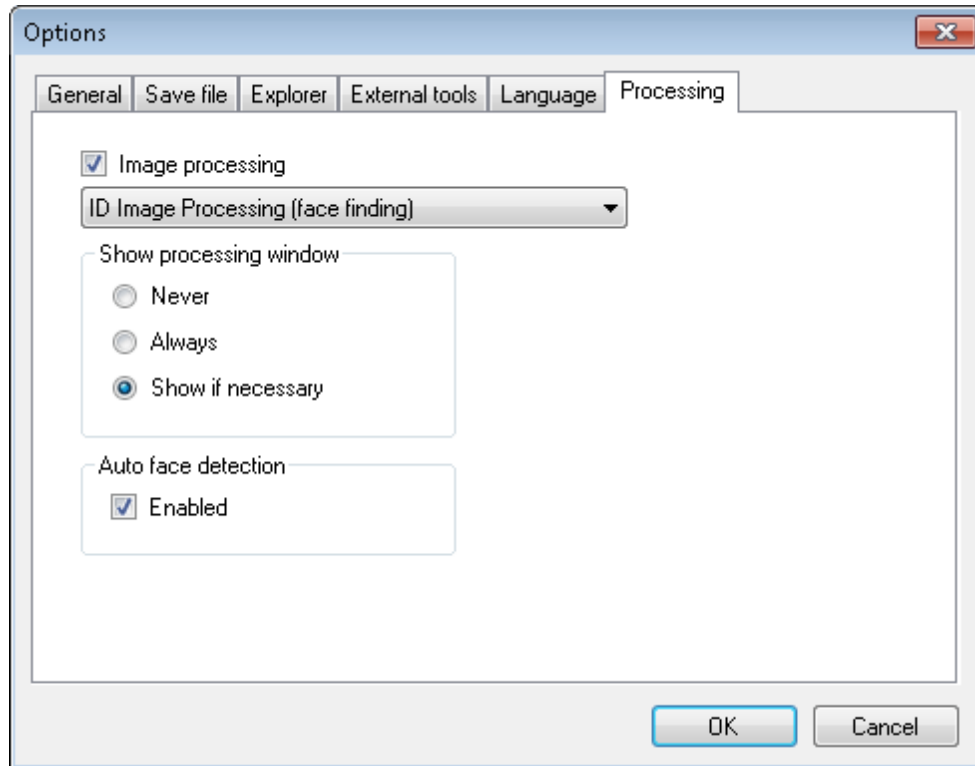 Options
General Save file Explorer External tools Language Processing
Image processing
ID Image Processing (face finding)
Show processing window
Never
Always
Show if necessary
Auto face detection
Enabled
OK Cancel